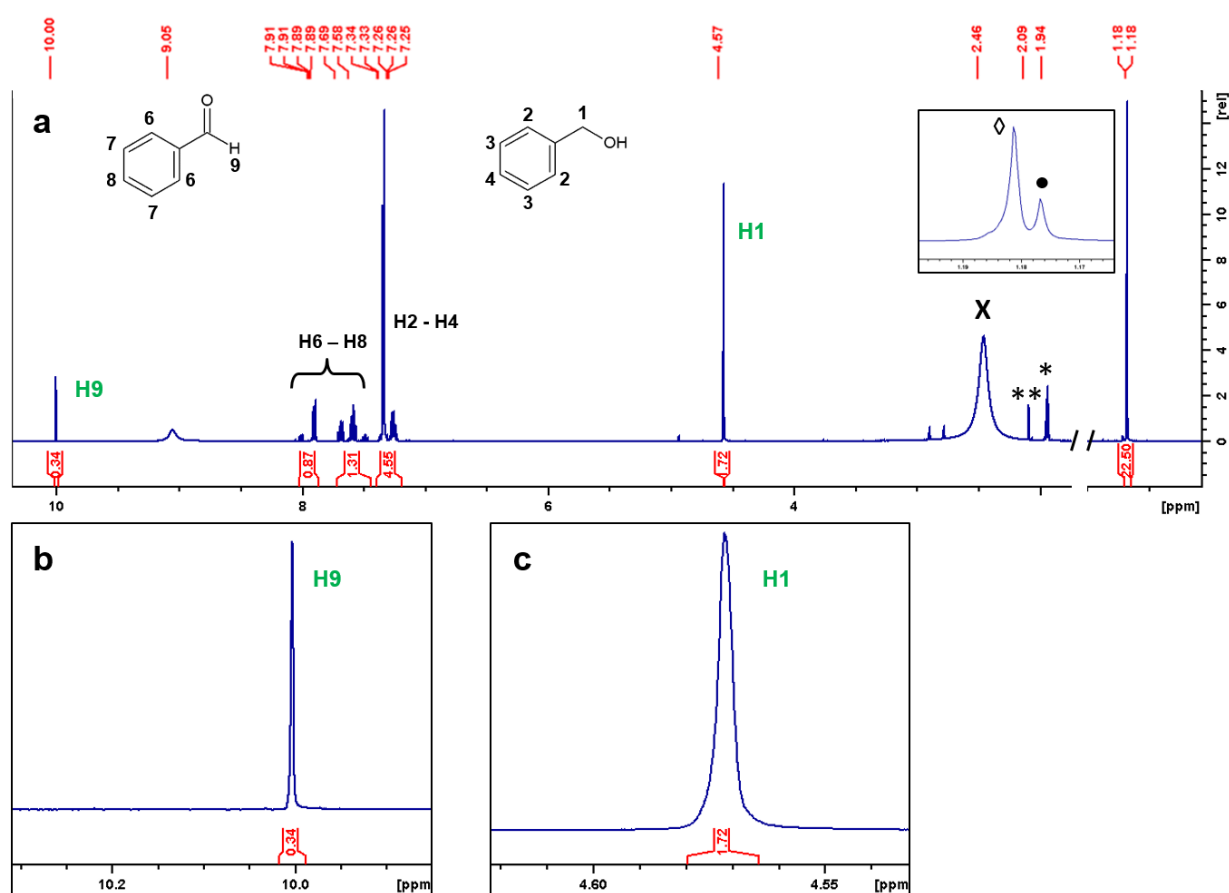 10.00 9.05 7.91 7.91 7.89 7.89 7.69 7.58 7.34 7.33 7.26 7.26 7.25 4.57 2.46 2.09 1.94 1.18 1.18
a
O
6
7
H
9
8
6
7
1
2
OH
3
4
2
3
◊
●
1.19 1.18 1.17
[rel]
12
10
8
6
4
2
0
H1
X
H2 - H4
H6 – H8
H9
* *
*
0.34 0.87 1.31 4.55 1.72 22.50
10 8 6 4 [ppm]
b
H9
0.34
10.2 10.0 [ppm]
c
H1
1.72
4.60 4.55 [ppm]